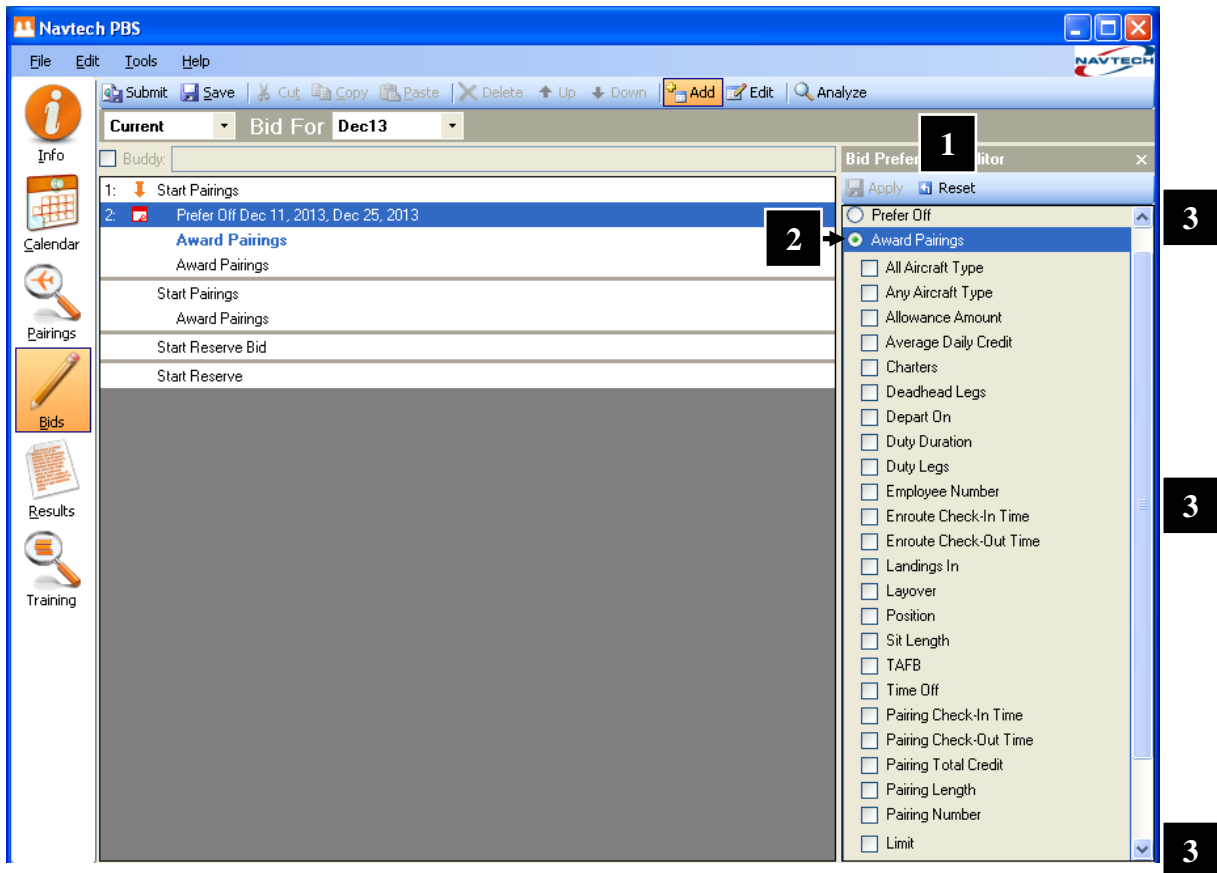 Navtech PBS
File Edit Tools Help
NAVTECH
Submit Save Cut Copy Paste Delete Up Down Add Edit Analyze
Current Bid For Dec13
1
Info
Buddy:
Bid Prefer itor
Apply Reset
1: Start Pairings
2: Prefer Off Dec 11, 2013, Dec 25, 2013
Award Pairings
Award Pairings
Start Pairings
Award Pairings
Start Reserve Bid
Start Reserve
Calendar
Pairings
Bids
Results
Training
Prefer Off
3
2
Award Pairings
All Aircraft Type
Any Aircraft Type
Allowance Amount
Average Daily Credit
Charters
Deadhead Legs
Depart On
Duty Duration
Duty Legs
Employee Number
3
Enroute Check-In Time
Enroute Check-Out Time
Landings In
Layover
Position
Sit Length
TAFB
Time Off
Pairing Check-In Time
Pairing Check-Out Time
Pairing Total Credit
Pairing Length
Pairing Number
Limit
3